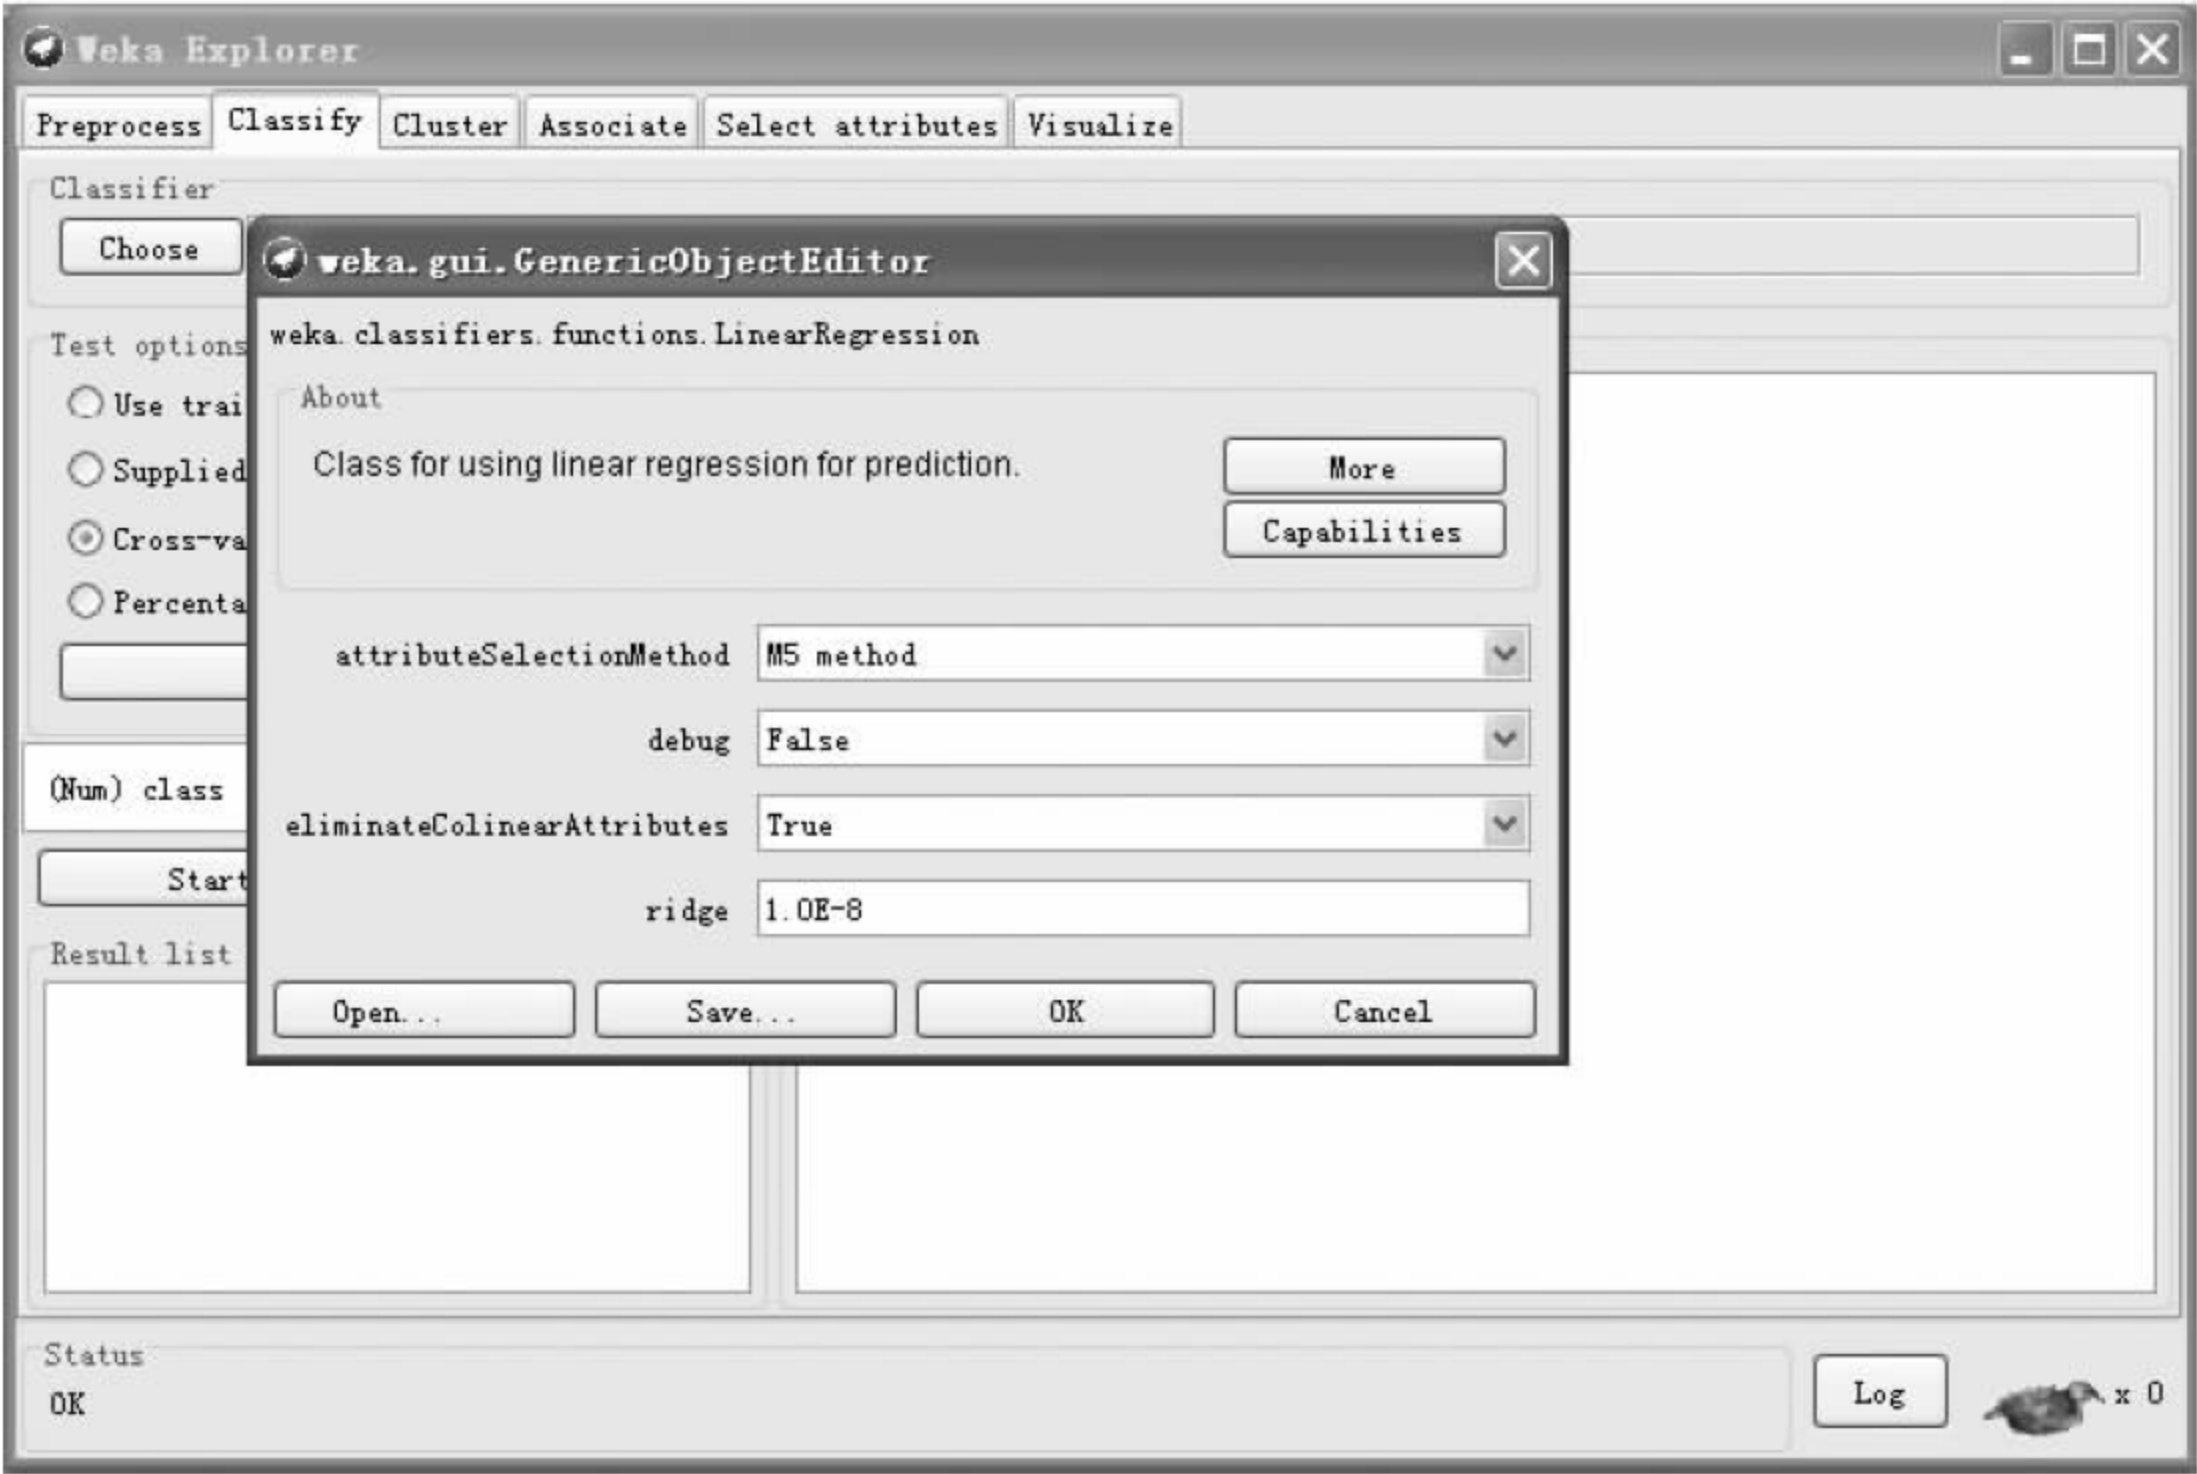 Weka Explorer
Preprocess Classify Cluster Associate Select attributes Visualize
Classifier
Choose
weka.gui.GenericObjectEditor
weka.classifiers.functions.LinearRegression
Test options
About
Use trai
Class for using linear regression for prediction.
More
Supplied
Capabilities
Cross-va
Percenta
attributeSelectionMethod M5 method
debug False
(Num) class
eliminateColinearAttributes True
Start
ridge 1.0E-8
Result list
Open... Save... OK Cancel
Status
OK
Log
x 0